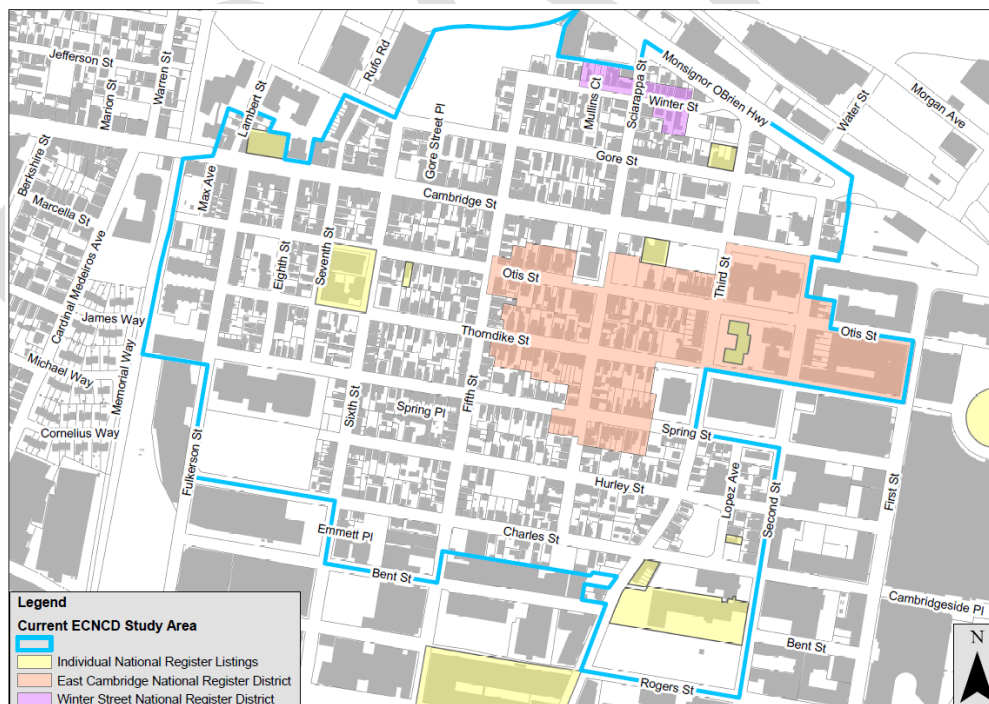 Jefferson St
Marion St
Warren St
Lambert St
Rufo Rd
Gore Street Pl
Mullins Ct
Sciarappa St
Winter St
Monsignor OBrien Hwy
Water St
Morgan Ave
Berkshire St
Marcella St
Cardinal Medeiros Ave
Max Ave
Gore St
Cambridge St
Eighth St
Seventh St
Otis St
Third St
Otis St
James Way
Thorndike St
Michael Way
Memorial Way
Cornelius Way
Fulkerson St
Sixth St
Spring Pl
Fifth St
Spring St
Hurley St
Lopez Ave
Second St
First St
Emmett Pl
Charles St
Bent St
Cambridgeside Pl
Bent St
Rogers St
N
Legend
Current ECNCD Study Area
Individual National Register Listings
East Cambridge National Register District
Winter Street National Register District